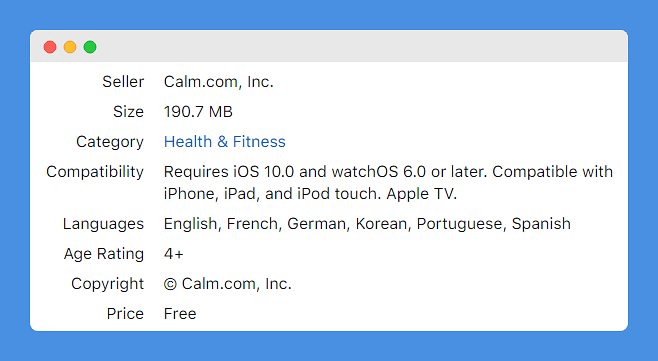 Seller Calm.com, Inc.
Size 190.7 MB
Category Health & Fitness
Compatibility Requires iOS 10.0 and watchOS 6.0 or later. Compatible with
iPhone, iPad, and iPod touch. Apple TV.
Languages English, French, German, Korean, Portuguese, Spanish
Age Rating 4+
Copyright © Calm.com, Inc.
Price Free